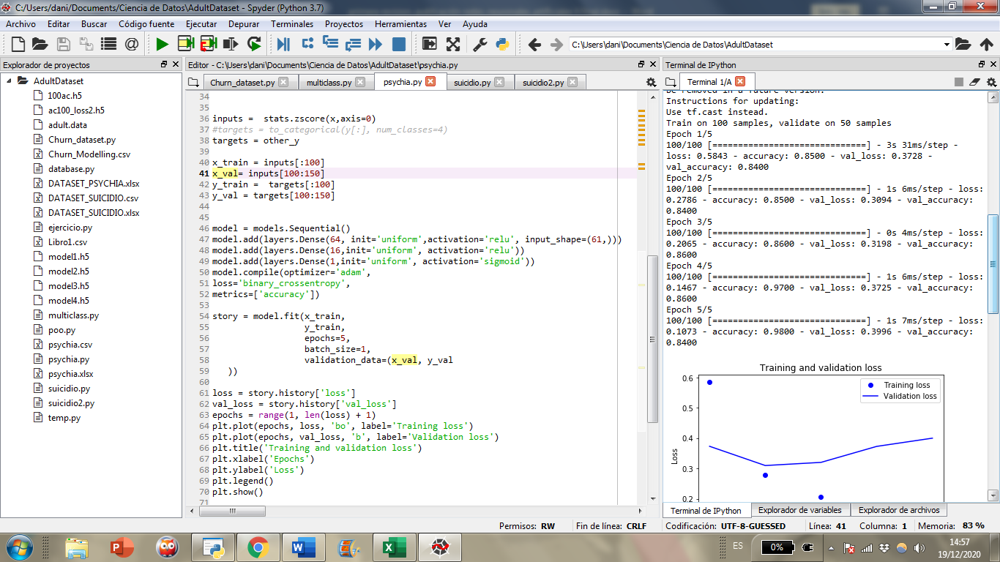 C:/Users/dani/Documents/Ciencia de Datos\AdultDataset - Spyder (Python 3.7)
Archivo Editar Buscar Código fuente Ejecutar Depurar Terminales Proyectos Herramientas Ver Ayuda
C:\Users/dani\Documents\Ciencia de Datos\AdultDataset
Explorador de proyectos
AdultDataset
100ac.h5
ac100_loss2.h5
adult.data
Churn_dataset.py
Churn_Modelling.csv
database.py
DATASET_PSYCHIA.xlsx
DATASET_SUICIDIO.csv
DATASET_SUICIDIO.xlsx
ejercicio.py
Libro1.csv
model1.h5
model2.h5
model3.h5
model4.h5
multiclass.py
poo.py
psychia.csv
psychia.py
psychia.xlsx
suicidio.py
suicidio2.py
temp.py
Editor - C:\Users\dani\Documents\Ciencia de Datos\AdultDataset\psychia.py
Churn_dataset.py multiclass.py psychia.py suicidio.py suicidio2.py
34
35
36 inputs =  stats.zscore(x,axis=0)
37 #targets = to_categorical(y[:], num_classes=4)
38 targets = other_y
39
40 x_train = inputs[:100]
41 x_val= inputs[100:150]
42 y_train =  targets[:100]
43 y_val = targets[100:150]
44
45
46 model = models.Sequential()
47 model.add(layers.Dense(64, init='uniform',activation='relu', input_shape=(61,)))
48 model.add(layers.Dense(16,init='uniform', activation='relu'))
49 model.add(layers.Dense(1,init='uniform', activation='sigmoid'))
50 model.compile(optimizer='adam',
51 loss='binary_crossentropy',
52 metrics=['accuracy'])
53
54 story = model.fit(x_train,
55 y_train,
56 epochs=5,
57 batch_size=1,
58 validation_data=(x_val, y_val
59 ))
60
61 loss = story.history['loss']
62 val_loss = story.history['val_loss']
63 epochs = range(1, len(loss) + 1)
64 plt.plot(epochs, loss, 'bo', label='Training loss')
65 plt.plot(epochs, val_loss, 'b', label='Validation loss')
66 plt.title('Training and validation loss')
67 plt.xlabel('Epochs')
68 plt.ylabel('Loss')
69 plt.legend()
70 plt.show()
71
Terminal de IPython
Terminal 1/A
be removed in a future version.
Instructions for updating:
Use tf.cast instead.
Train on 100 samples, validate on 50 samples
Epoch 1/5
100/100 [==============================] - 3s 31ms/step -
loss: 0.5843 - accuracy: 0.8500 - val_loss: 0.3728 -
val_accuracy: 0.8400
Epoch 2/5
100/100 [==============================] - 1s 6ms/step - loss:
0.2786 - accuracy: 0.8500 - val_loss: 0.3094 - val_accuracy:
0.8400
Epoch 3/5
100/100 [==============================] - 0s 4ms/step - loss:
0.2065 - accuracy: 0.8600 - val_loss: 0.3198 - val_accuracy:
0.8600
Epoch 4/5
100/100 [==============================] - 1s 6ms/step - loss:
0.1467 - accuracy: 0.9700 - val_loss: 0.3725 - val_accuracy:
0.8600
Epoch 5/5
100/100 [==============================] - 1s 7ms/step - loss:
0.1073 - accuracy: 0.9800 - val_loss: 0.3996 - val_accuracy:
0.8400
Training and validation loss
Training loss
Validation loss
0.6
0.5
0.4
0.3
0.2
Loss
Terminal de IPython Explorador de variables Explorador de archivos
Permisos: RW Fin de línea: CRLF Codificación: UTF-8-GUESSED Línea: 41 Columna: 1 Memoria: 83 %
ES 0% 14:57
19/12/2020